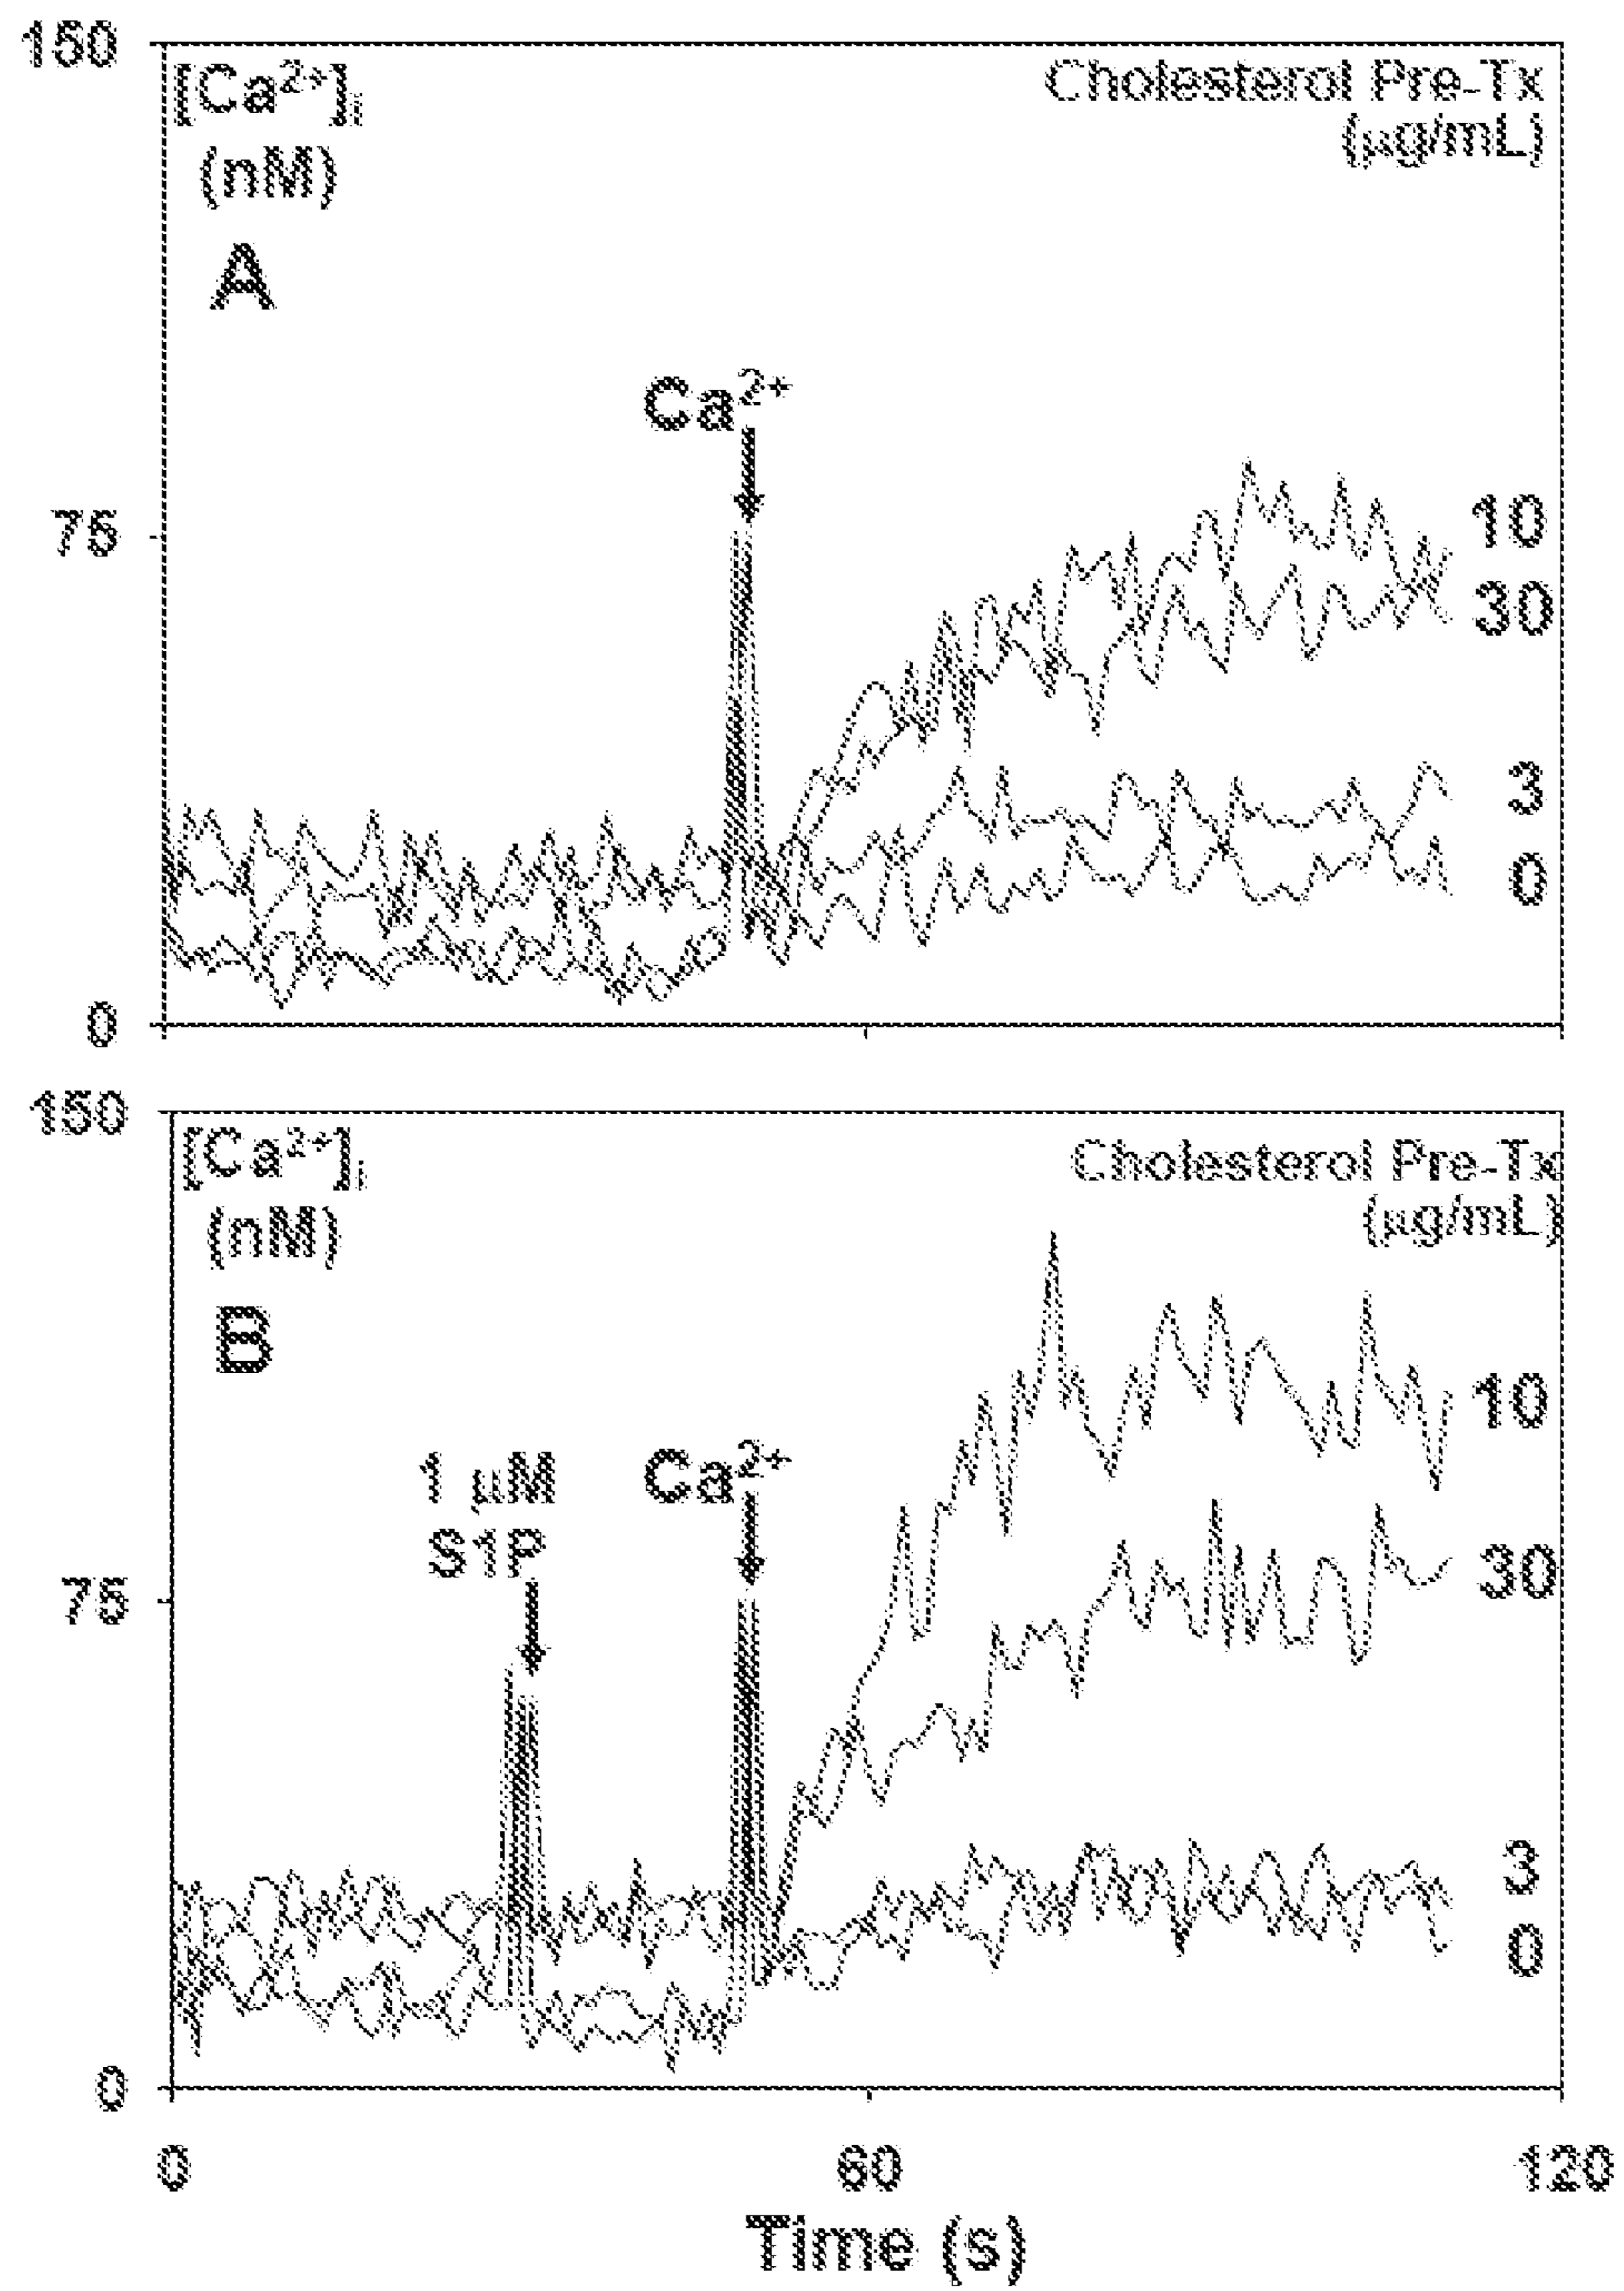 150
[Ca²⁺]ᵢ
(nM)
Cholesterol Pre-Tx
(μg/mL)
A
Ca²⁺
75
10
30
3
0
0
150
[Ca²⁺]ᵢ
(nM)
Cholesterol Pre-Tx
(μg/mL)
B
10
1 μM
S1P
Ca²⁺
75
30
3
0
0
0
60
120
Time (s)